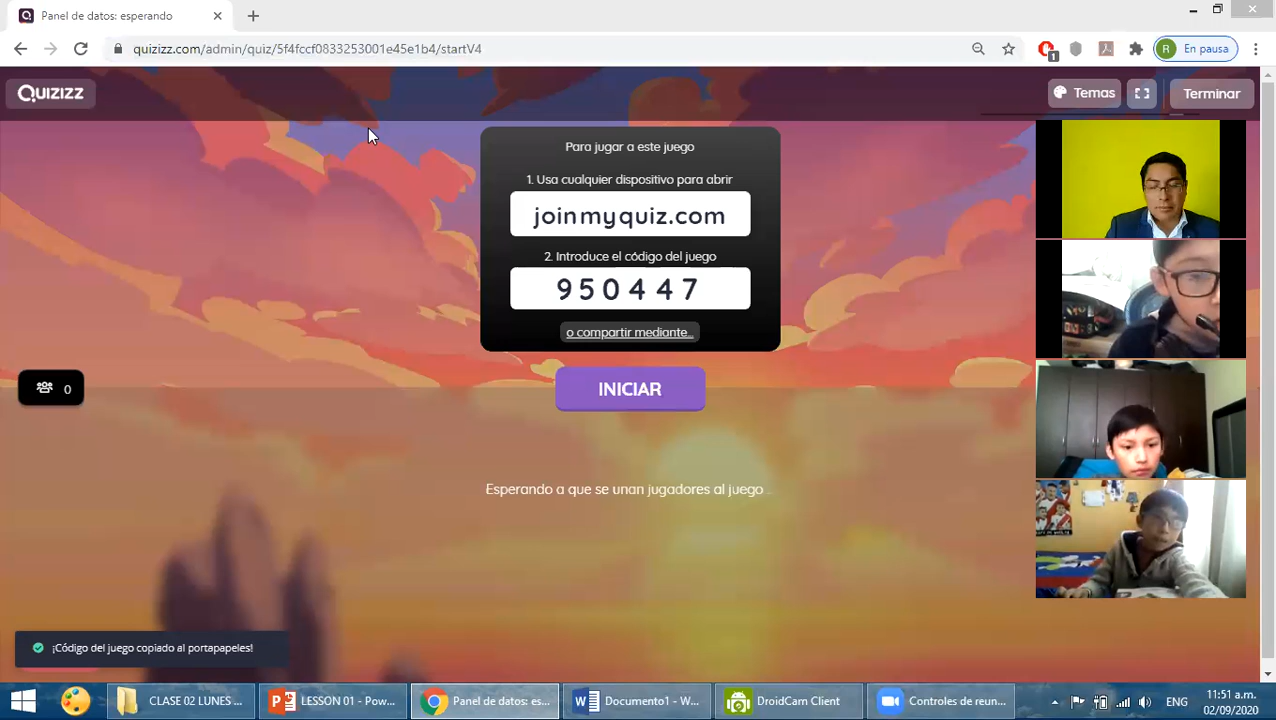 Panel de datos: esperando
quizizz.com/admin/quiz/5f4fccf0833253001e45e1b4/startV4
1
R
En pausa
Quizizz
Temas
Terminar
Para jugar a este juego
1. Usa cualquier dispositivo para abrir
joinmyquiz.com
2. Introduce el código del juego
950447
o compartir mediante...
0
INICIAR
Esperando a que se unan jugadores al juego
¡Código del juego copiado al portapapeles!
CLASE 02 LUNES ...
LESSON 01 - Pow...
Panel de datos: es...
Documento1 - W...
DroidCam Client
Controles de reun...
ENG
11:51 a.m.
02/09/2020